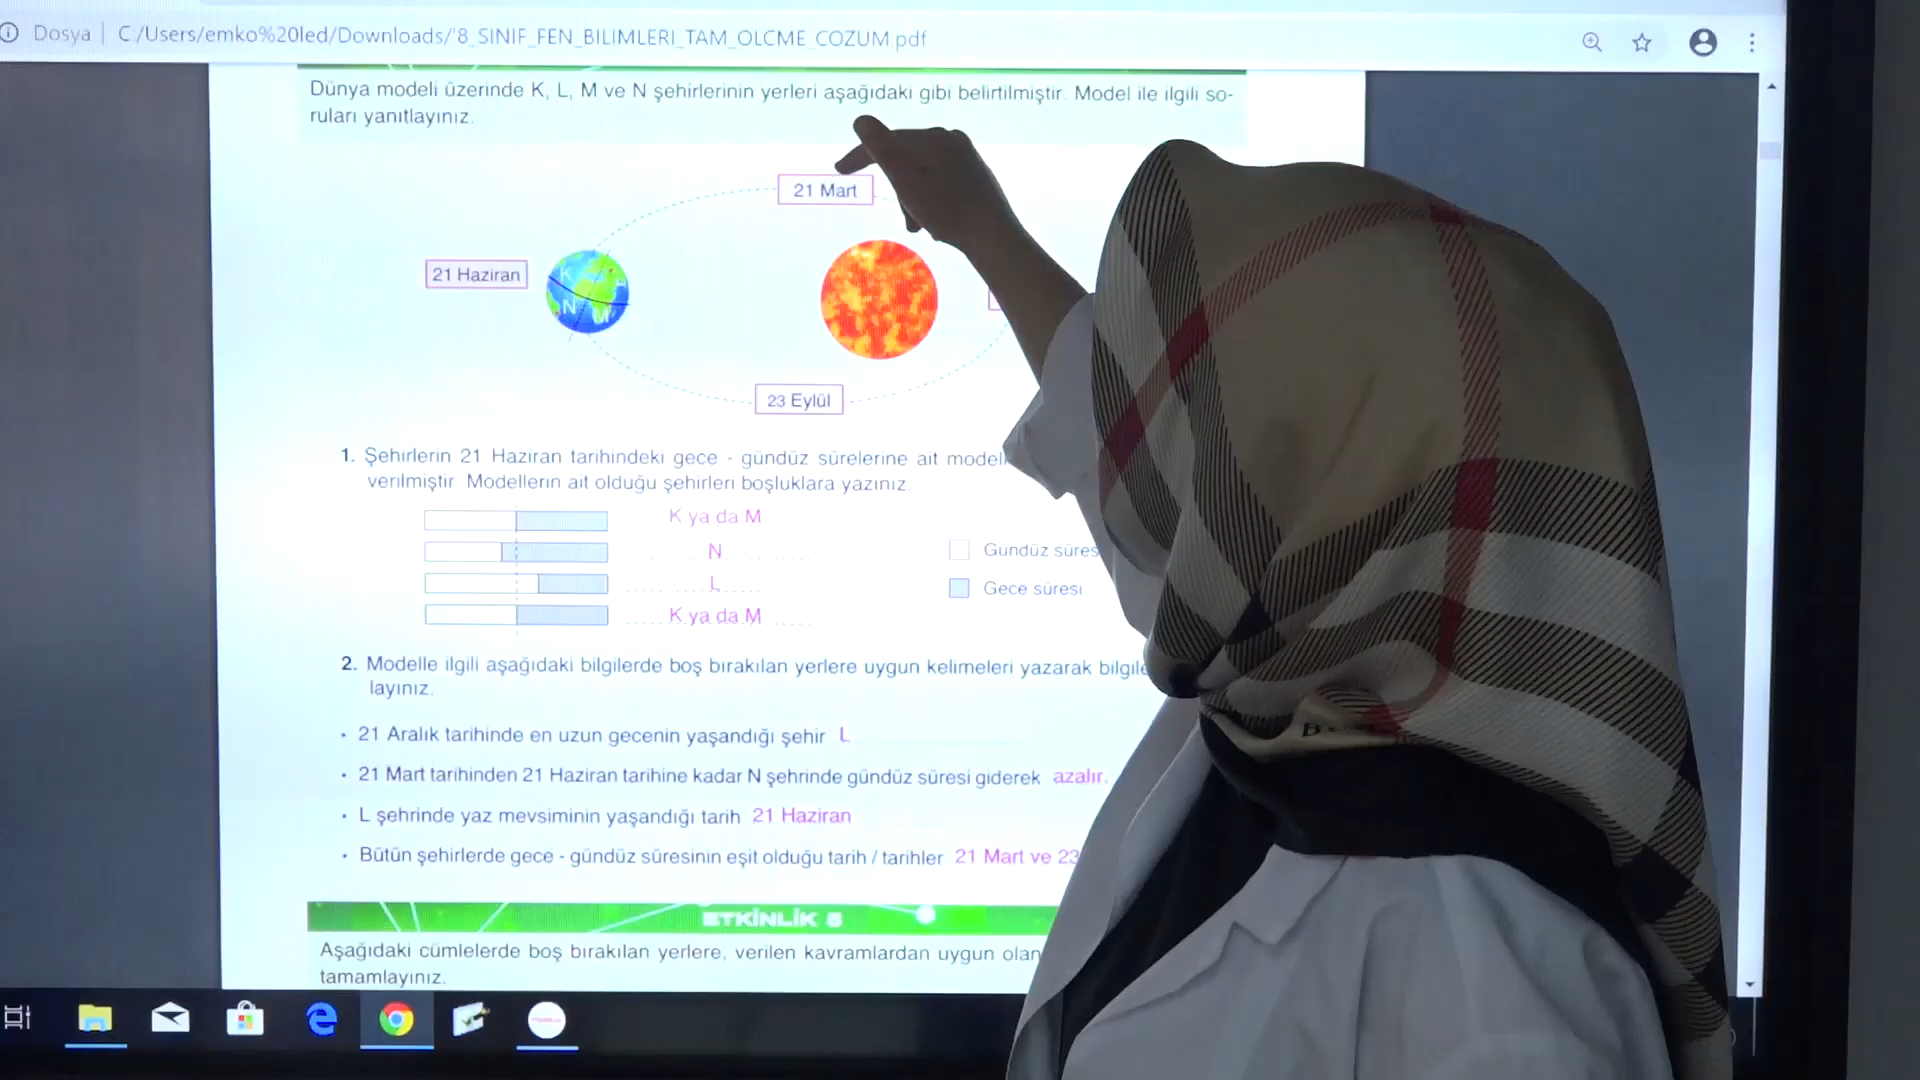 Dosya | C:/Users/emko%20led/Downloads/'8_SINIF_FEN_BILIMLERI_TAM_OLCME_COZUM.pdf
Dünya modeli üzerinde K, L, M ve N şehirlerinin yerleri aşağıdaki gibi belirtilmiştir. Model ile ilgili so-
ruları yanıtlayınız.
21 Mart
21 Haziran
K
N
M
23 Eylül
1. Şehirlerin 21 Haziran tarihindeki gece - gündüz sürelerine ait
verilmiştir. Modellerin ait olduğu şehirleri boşluklara yazınız.
K ya da M
N
Gündüz
L
Gece süresi
K ya da M
2. Modelle ilgili aşağıdaki bilgilerde boş bırakılan yerlere uygun kelimeleri yazarak
layınız.
• 21 Aralık tarihinde en uzun gecenin yaşandığı şehir L
• 21 Mart tarihinden 21 Haziran tarihine kadar N şehrinde gündüz süresi giderek azalır.
• L şehrinde yaz mevsiminin yaşandığı tarih 21 Haziran
• Bütün şehirlerde gece - gündüz süresinin eşit olduğu tarih / tarihler 21 Mart ve 23
ETKİNLİK 5
Aşağıdaki cümlelerde boş bırakılan yerlere, verilen kavramlardan uygun
tamamlayınız.